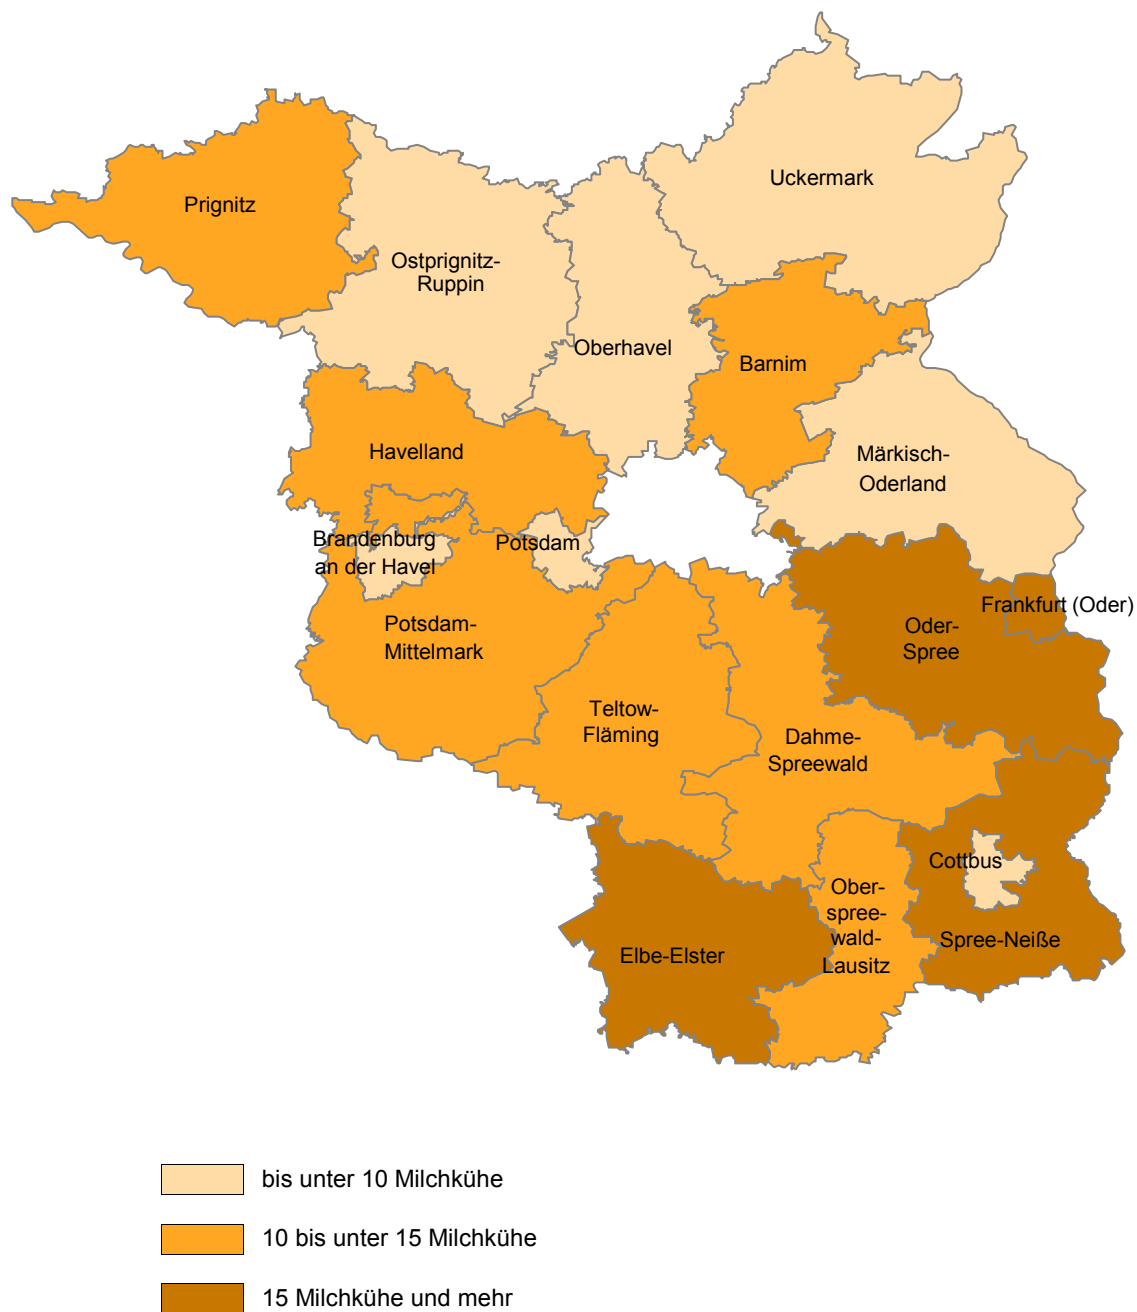 Uckermark
Prignitz
Ostprignitz-
Ruppin
Oberhavel
Barnim
Havelland
Märkisch-
Oderland
Brandenburg
an der Havel
Potsdam
Frankfurt (Oder)
Potsdam-
Mittelmark
Oder-
Spree
Teltow-
Fläming
Dahme-
Spreewald
Cottbus
Ober-
spree-
wald-
Lausitz
Spree-Neiße
Elbe-Elster
bis unter 10 Milchkühe
10 bis unter 15 Milchkühe
15 Milchkühe und mehr